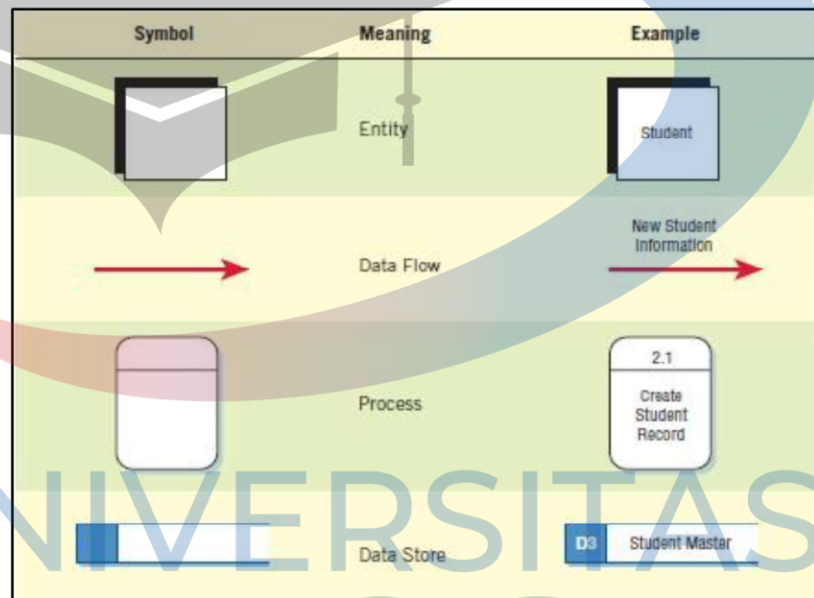 Symbol Meaning Example
Entity
Student
Data Flow
New Student
Information
Process
2.1
Create
Student
Record
Data Store
D3 Student Master
NIVERSITAS